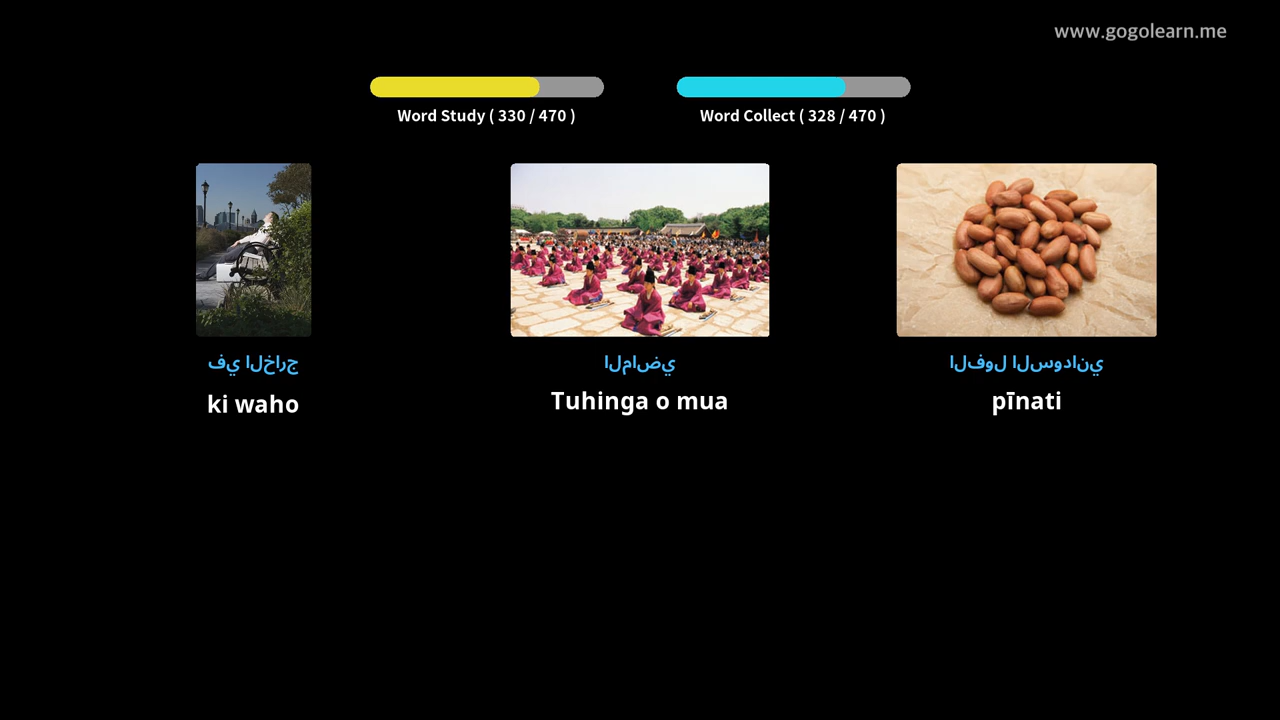 www.gogolearn.me
Word Study ( 330 / 470 )
Word Collect ( 328 / 470 )
في الخارج
الماضي
الفول السوداني
ki waho
Tuhinga o mua
pīnati